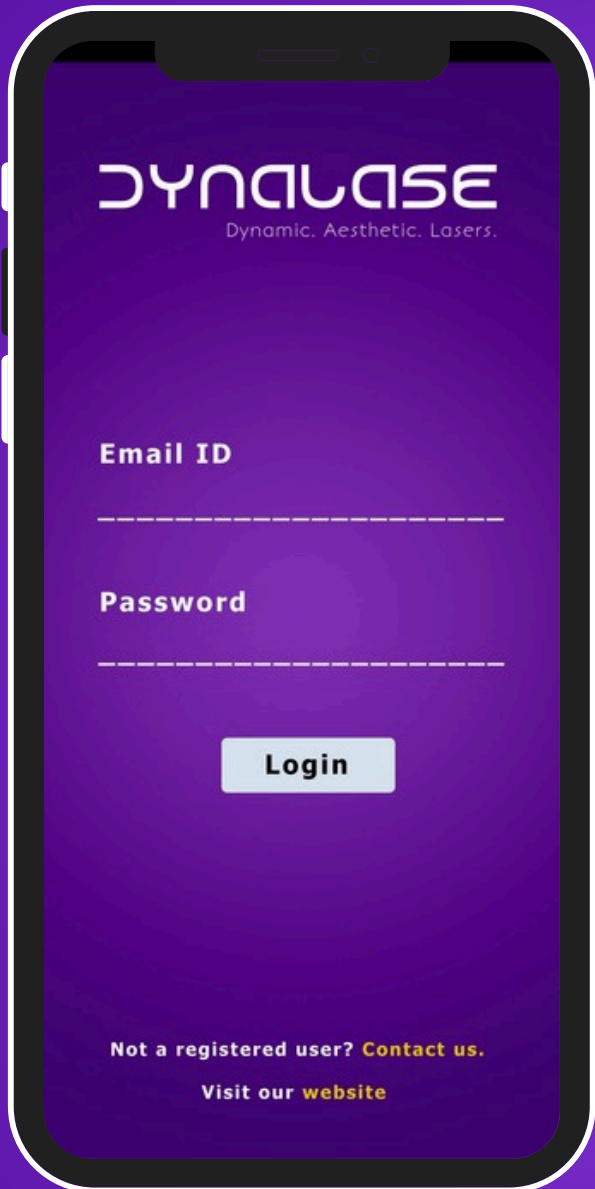 DYNALASE
Dynamic. Aesthetic. Lasers.
Email ID
Password
Login
Not a registered user? Contact us.
Visit our website